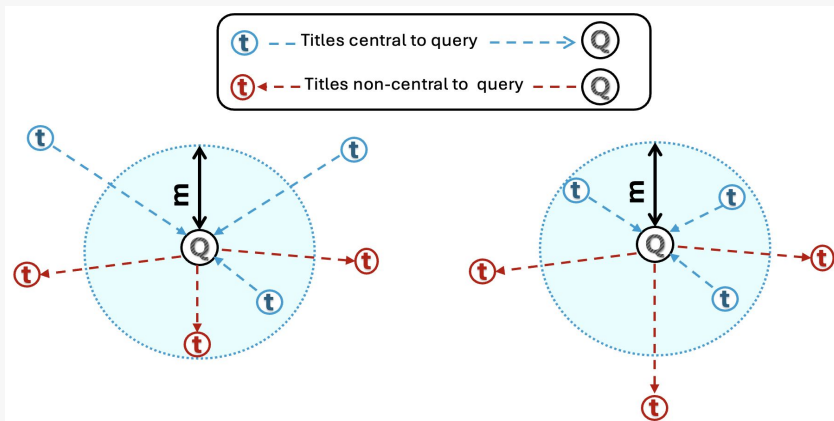 t Titles central to query Q
t Titles non-central to query Q
t t m Q t t t t
t t m Q t t t t